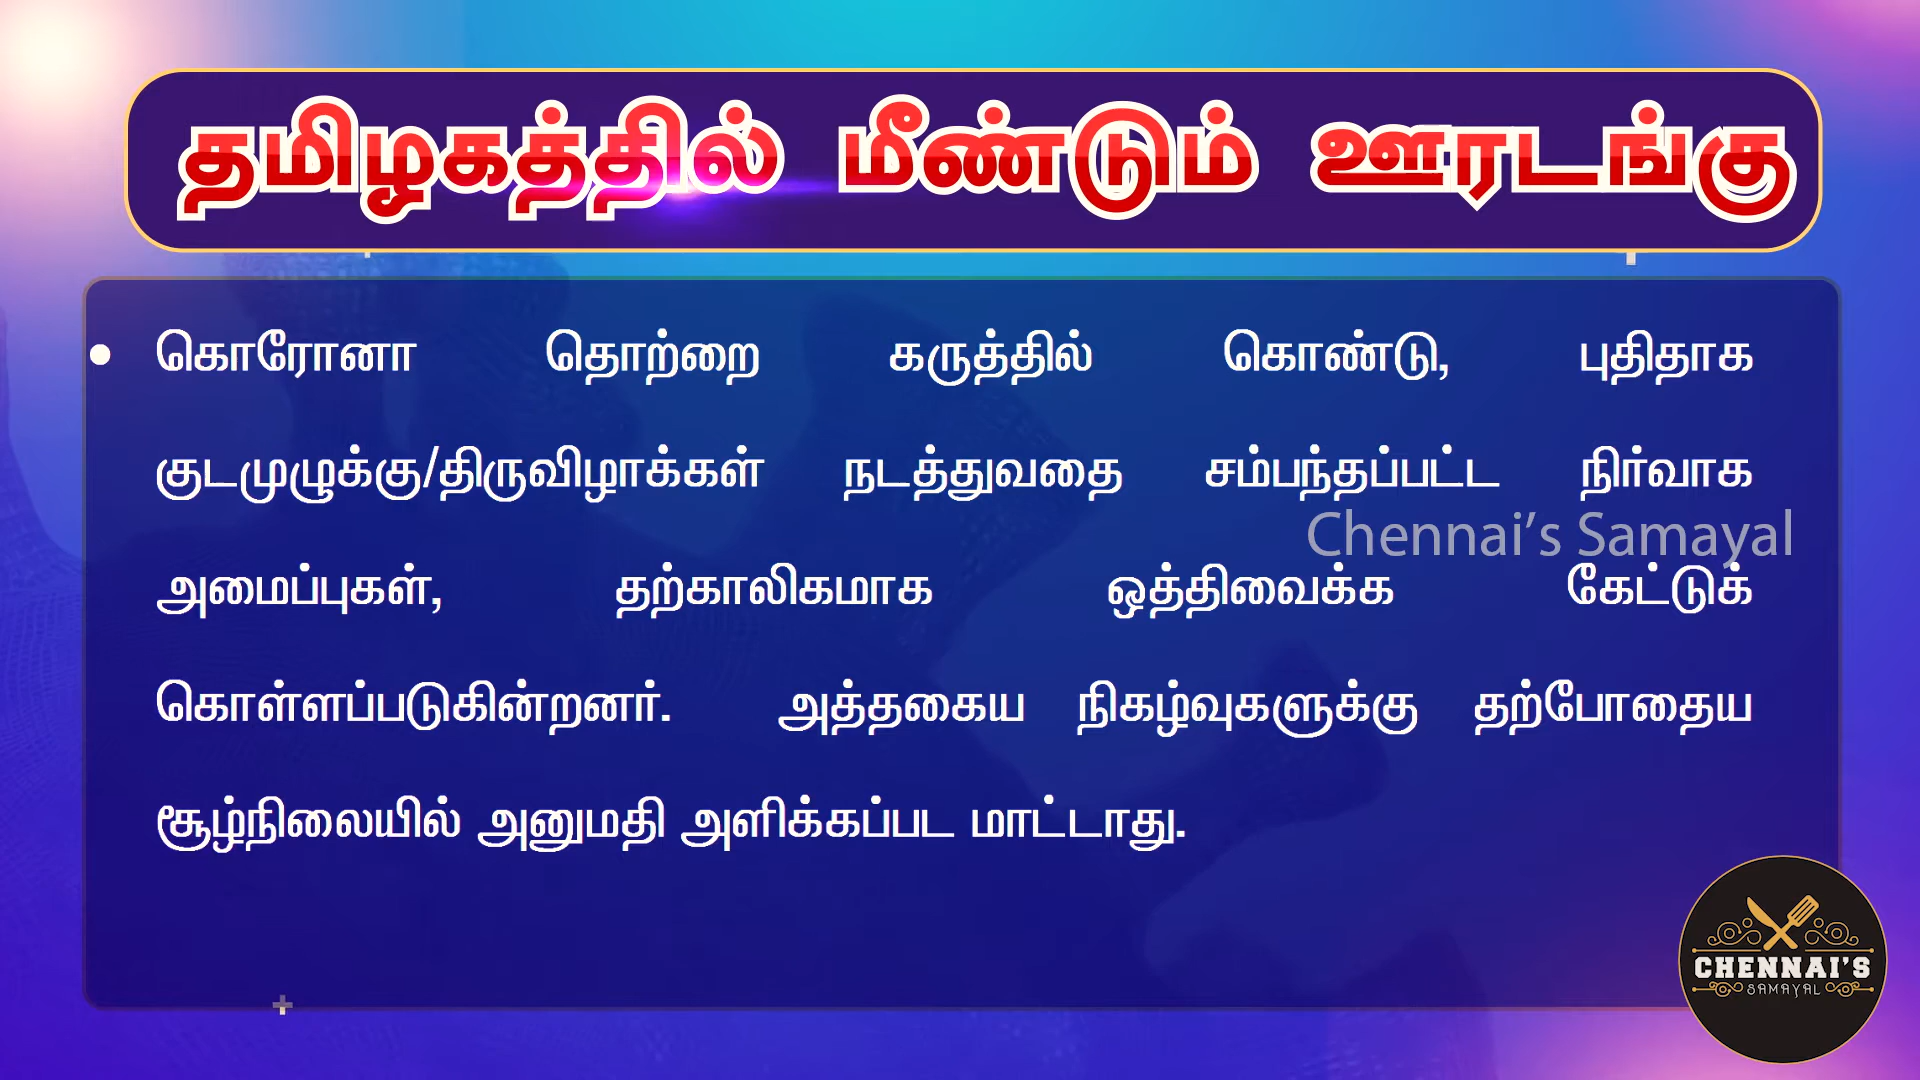 தமிழகத்தில் மீண்டும் ஊரடங்கு
• கொரோனா தொற்றை கருத்தில் கொண்டு, புதிதாக
குடமுழுக்கு/திருவிழாக்கள் நடத்துவதை சம்பந்தப்பட்ட நிர்வாக
Chennai's Samayal
அமைப்புகள், தற்காலிகமாக ஒத்திவைக்க கேட்டுக்
கொள்ளப்படுகின்றனர். அத்தகைய நிகழ்வுகளுக்கு தற்போதைய
சூழ்நிலையில் அனுமதி அளிக்கப்பட மாட்டாது.
CHENNAI'S
SAMAYAL